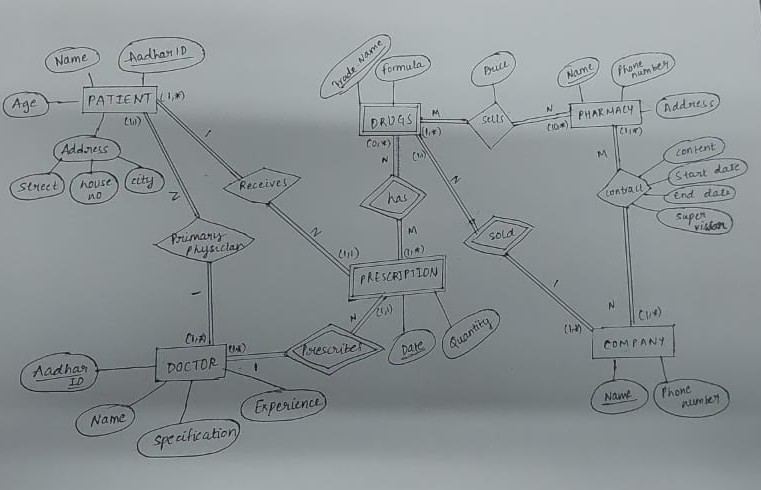 Name
Aadhar ID
Trade Name
formula
Price
Name
Phone
number
Age
PATIENT
(1,*)
(1,1)
1
DRUGS
M
(1,*)
Sells
N
(0,*)
PHARMACY
Address
(1,*)
Address
street
house
no
city
N
Receives
(0,*)
N
(1,1)
N
M
content
Start date
End date
Super
vision
contract
has
Primary
physician
N
M
sold
(1,1)
(1,*)
PRESCRIPTION
1
1
N
(1,1)
N
(1,*)
(1,*)
(1,*)
(1,*)
Aadhar
ID
DOCTOR
1
Prescribes
Date
Quantity
COMPANY
Name
Specification
Experience
Name
Phone
number